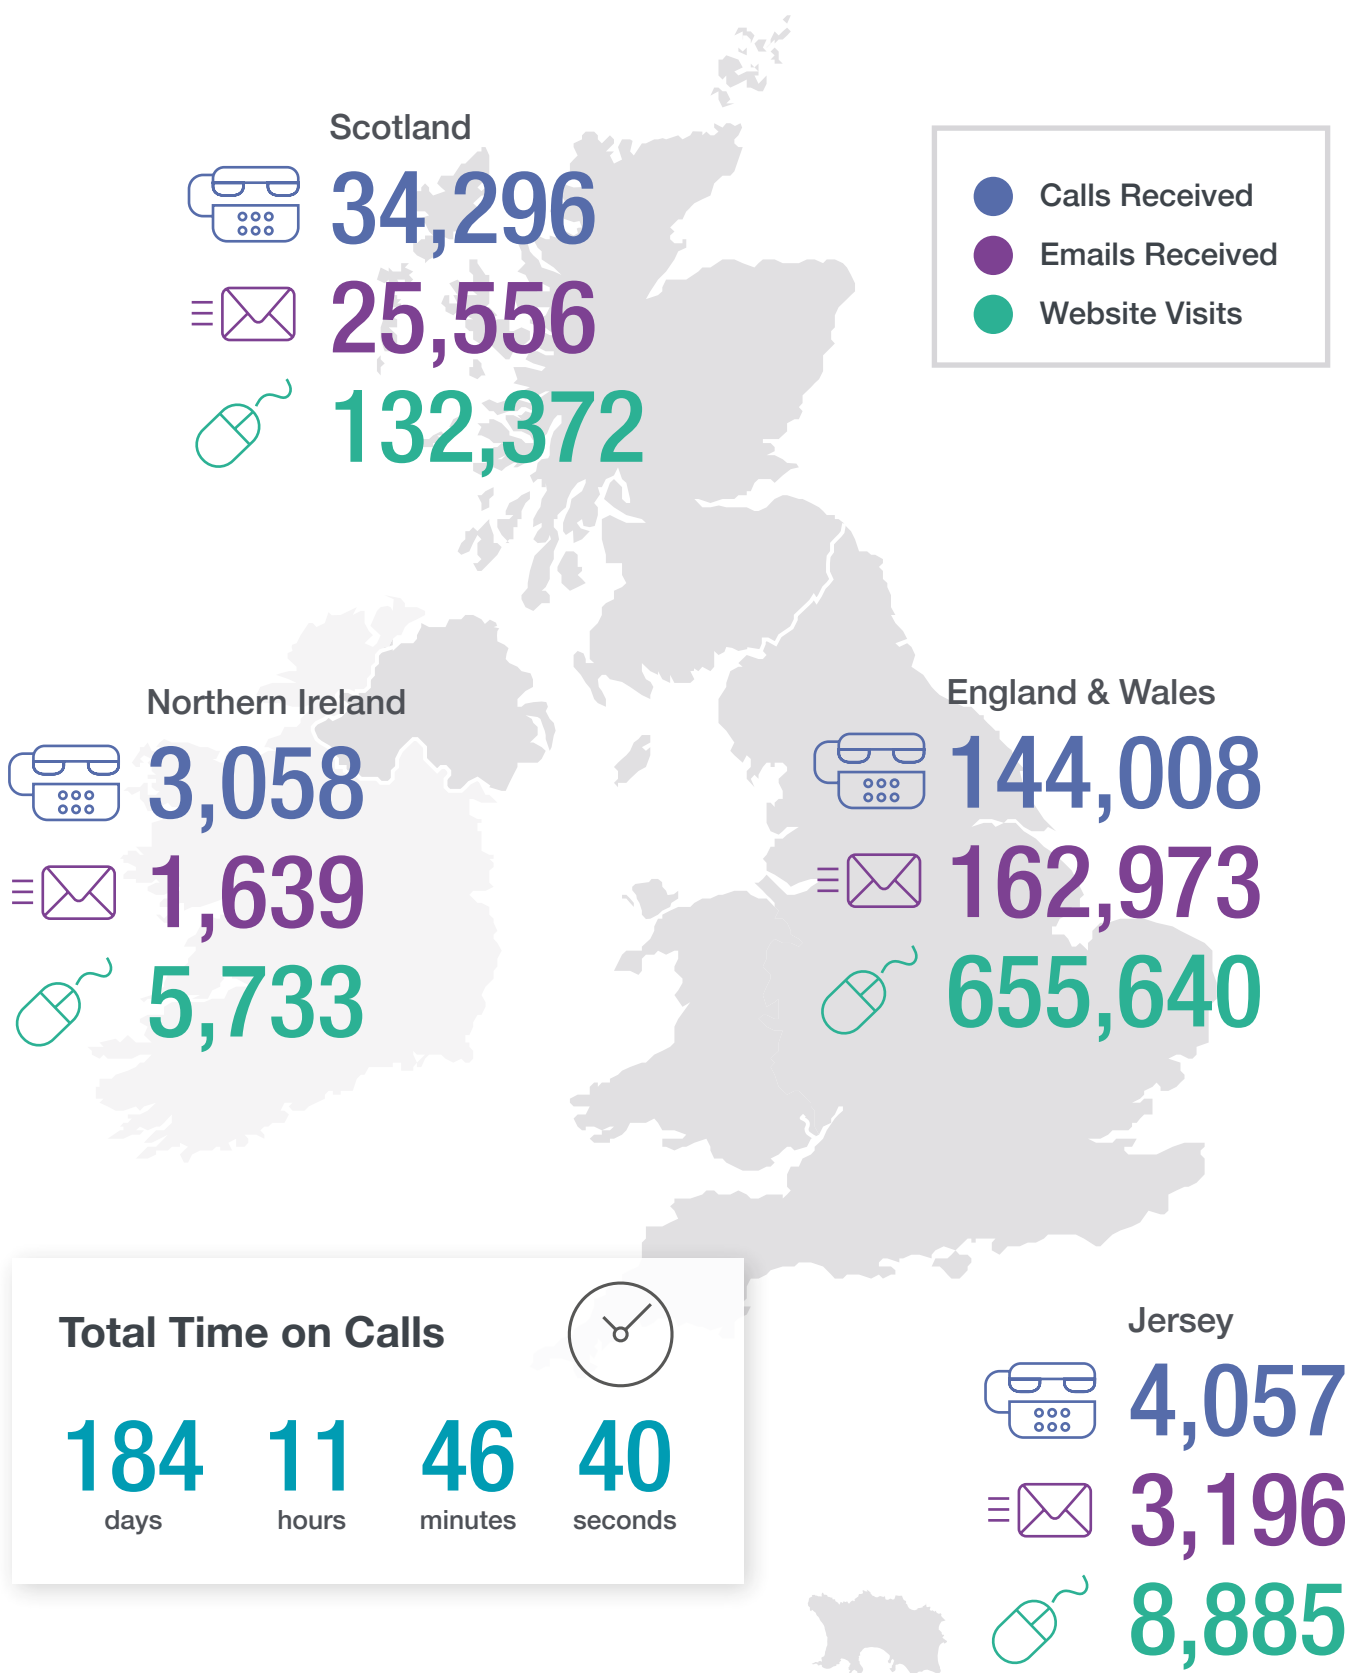 Scotland
34,296
25,556
132,372
Calls Received
Emails Received
Website Visits
Northern Ireland
3,058
1,639
5,733
England & Wales
144,008
162,973
655,640
Total Time on Calls
184 11 46 40
days hours minutes seconds
Jersey
4,057
3,196
8,885